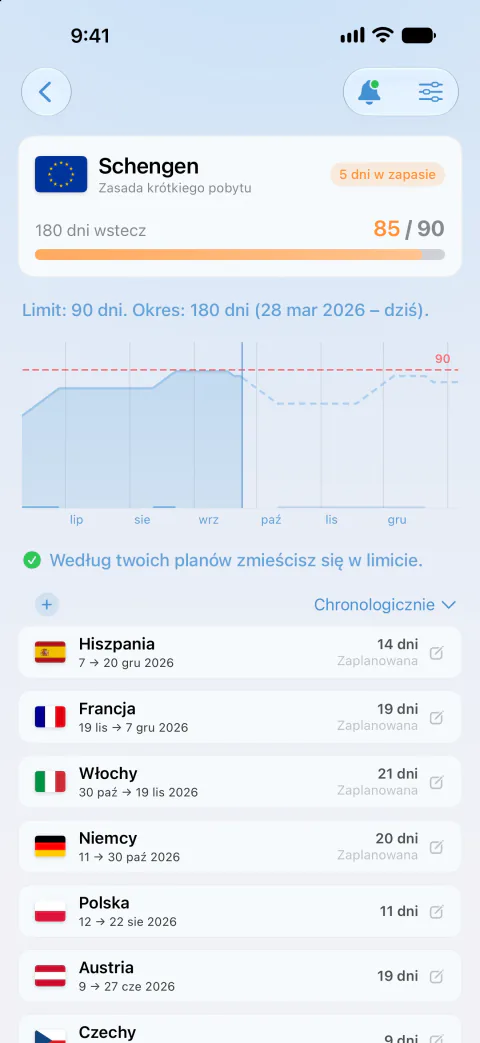 9:41
Schengen
Zasada krótkiego pobytu
5 dni w zapasie
180 dni wstecz
85 / 90
Limit: 90 dni. Okres: 180 dni (28 mar 2026 – dziś).
90
lip sie wrz paź lis gru
Według twoich planów zmieścisz się w limicie.
+
Chronologicznie
Hiszpania
14 dni
7 → 20 gru 2026
Zaplanowana
Francja
19 dni
19 lis → 7 gru 2026
Zaplanowana
Włochy
21 dni
30 paź → 19 lis 2026
Zaplanowana
Niemcy
20 dni
11 → 30 paź 2026
Zaplanowana
Polska
11 dni
12 → 22 sie 2026
Austria
19 dni
9 → 27 cze 2026
Czechy
9 dni